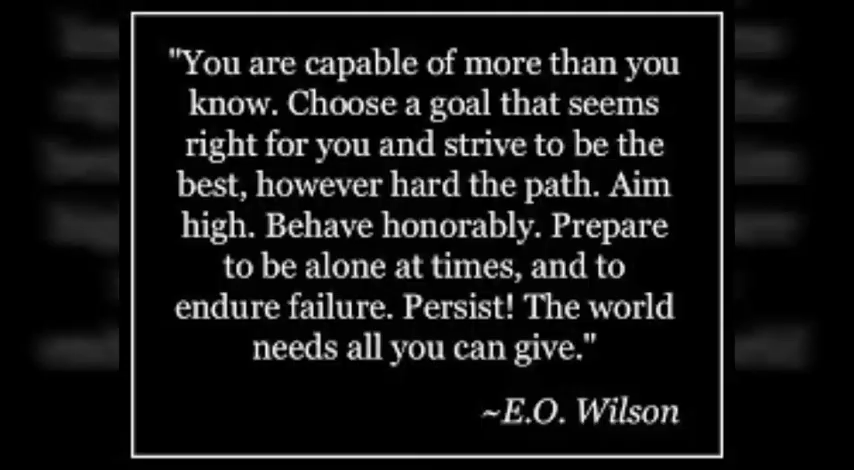 "You are capable of more than you
know. Choose a goal that seems
right for you and strive to be the
best, however hard the path. Aim
high. Behave honorably. Prepare
to be alone at times, and to
endure failure. Persist! The world
needs all you can give."
~E.O. Wilson